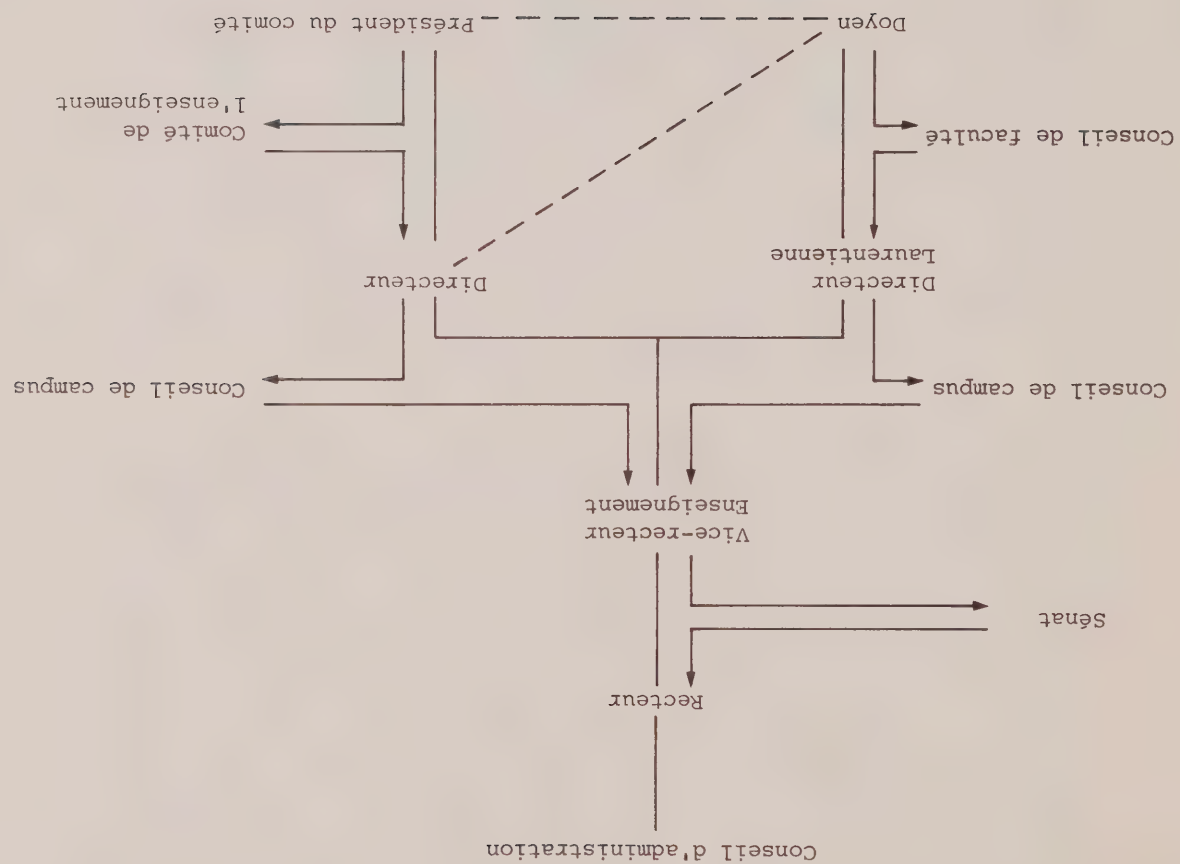 Conseil d'administration
Recteur
Sénat
Vice-recteur
Enseignement
Conseil de campus
Conseil de campus
Directeur
Laurentienne
Directeur
Conseil de faculté
Comité de
l'enseignement
Doyen
Président du comité